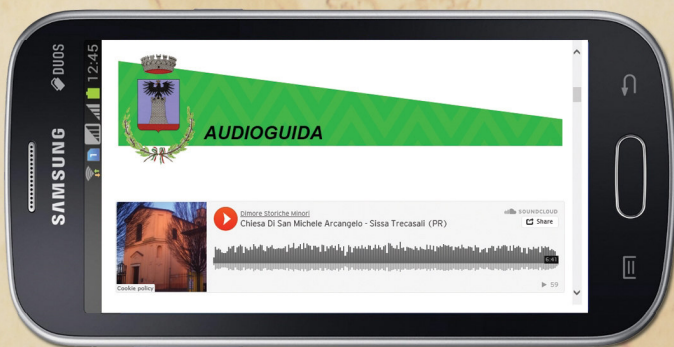 SAMSUNG
DUOS
1
12:45
AUDIOGUIDA
Dimore Storiche Minori
Chiesa Di San Michele Arcangelo - Sissa Trecasali (PR)
SOUNDCLOUD
Share
6:41
59
Cookie policy